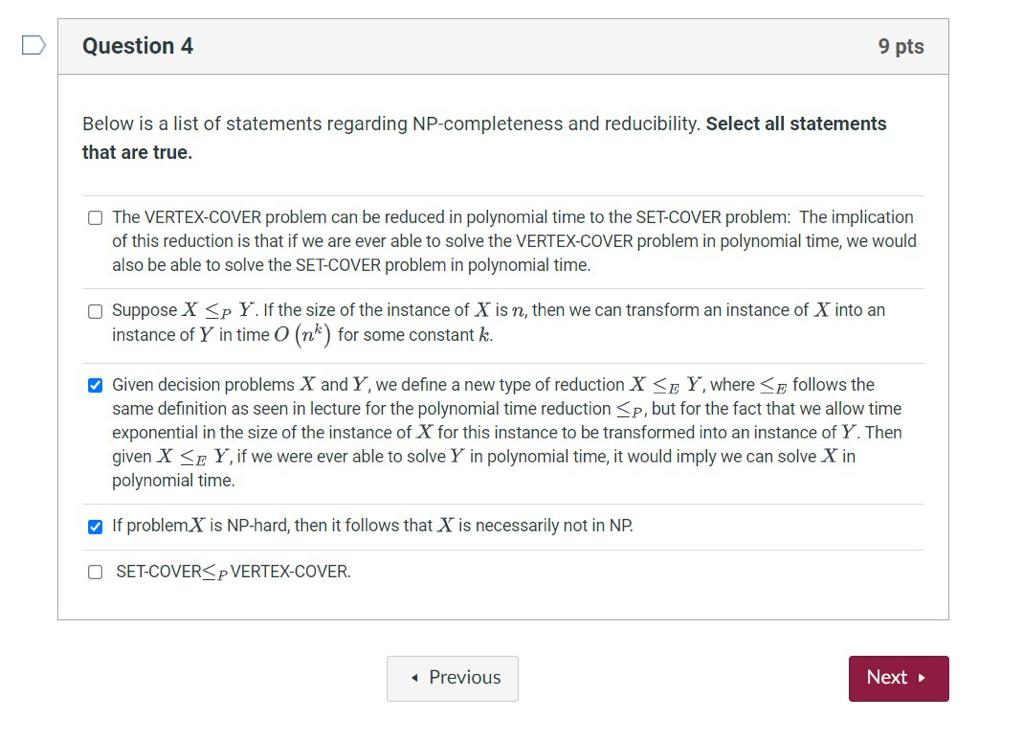 Question 4
9 pts
Below is a list of statements regarding NP-completeness and reducibility. Select all statements
that are true.
The VERTEX-COVER problem can be reduced in polynomial time to the SET-COVER problem: The implication
of this reduction is that if we are ever able to solve the VERTEX-COVER problem in polynomial time, we would
also be able to solve the SET-COVER problem in polynomial time.
Suppose X ≤P Y. If the size of the instance of X is n, then we can transform an instance of X into an
instance of Y in time O (n^k) for some constant k.
Given decision problems X and Y, we define a new type of reduction X ≤E Y, where ≤E follows the
same definition as seen in lecture for the polynomial time reduction ≤P, but for the fact that we allow time
exponential in the size of the instance of X for this instance to be transformed into an instance of Y. Then
given X ≤E Y, if we were ever able to solve Y in polynomial time, it would imply we can solve X in
polynomial time.
If problemX is NP-hard, then it follows that X is necessarily not in NP.
SET-COVER≤P VERTEX-COVER.
◂ Previous
Next ▸